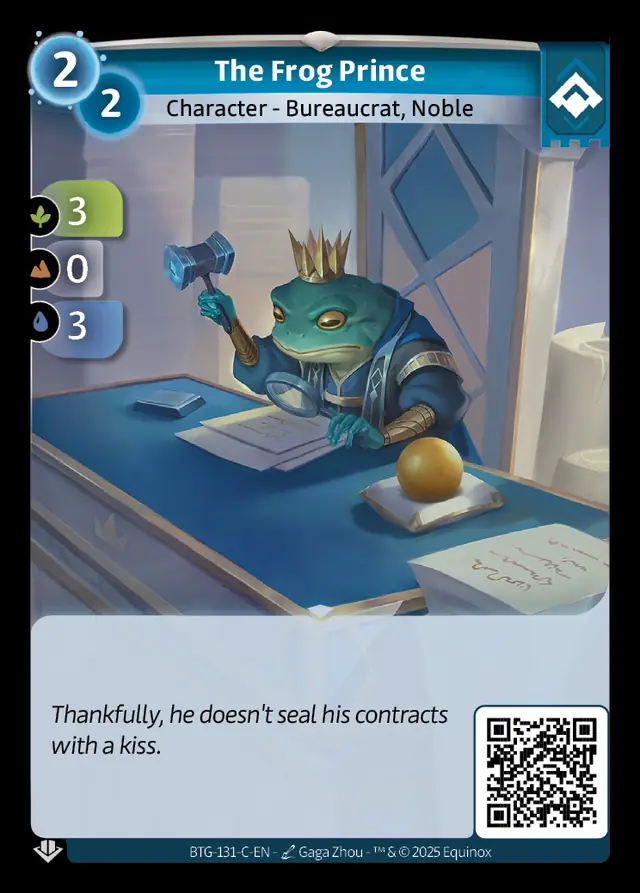 2
2
The Frog Prince
Character - Bureaucrat, Noble
3
0
3
Thankfully, he doesn't seal his contracts
with a kiss.
BTG-131-C-EN - Gaga Zhou - ™ & © 2025 Equinox